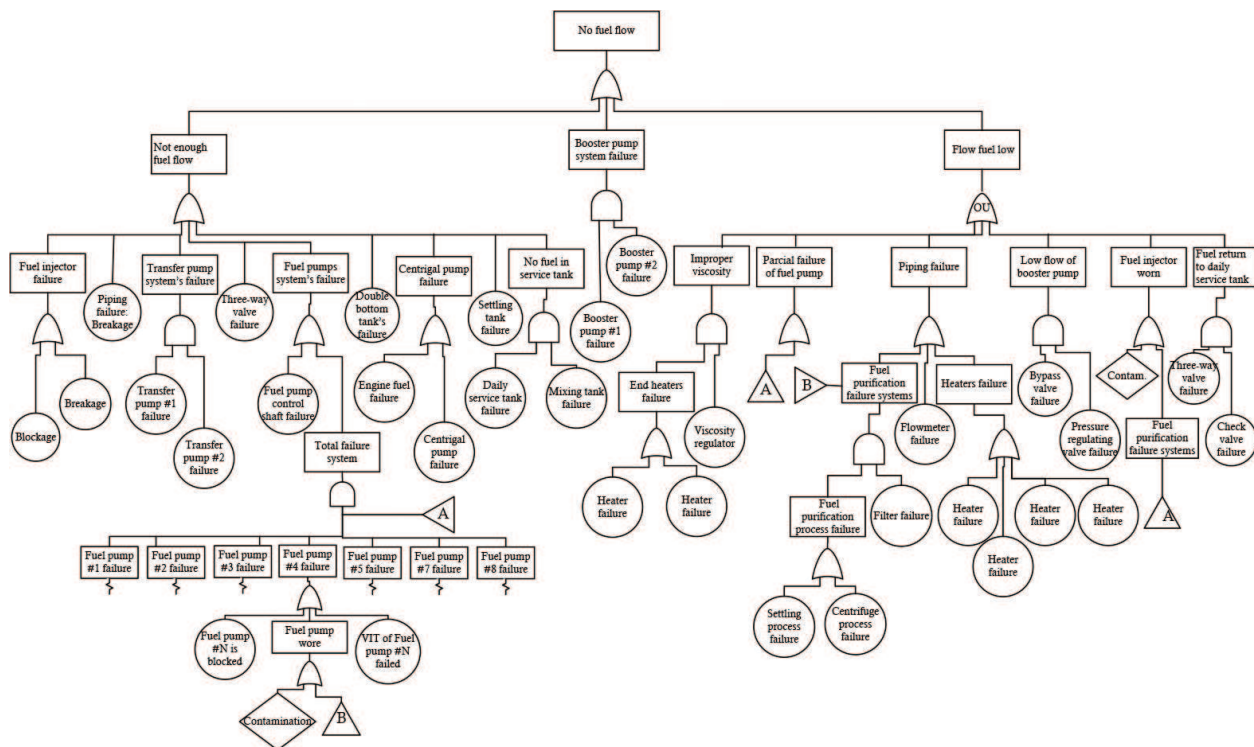 No fuel flow
Not enough
fuel flow
Booster pump
system failure
Flow fuel low
OU
Fuel injector
failure
Piping
failure:
Breakage
Transfer pump
system's failure
Three-way
valve
failure
Fuel pumps
system's failure
Double
bottom
tank's
failure
Centrigal pump
failure
Settling
tank
failure
No fuel in
service tank
Booster
pump #1
failure
Booster
pump #2
failure
Improper
viscosity
Parcial failure
of fuel pump
Piping failure
Low flow of
booster pump
Fuel injector
worn
Fuel return
to daily
service tank
Blockage
Breakage
Transfer
pump #1
failure
Transfer
pump #2
failure
Fuel pump
control
shaft failure
Total failure
system
Engine fuel
failure
Centrigal
pump
failure
Daily
service tank
failure
Mixing tank
failure
End heaters
failure
Viscosity
regulator
A
B
Fuel
purification
failure systems
Flowmeter
failure
Heaters failure
Bypass
valve
failure
Pressure
regulating
valve failure
Contam.
Fuel
purification
failure systems
Three-way
valve
failure
Check
valve
failure
Heater
failure
Heater
failure
Fuel
purification
process failure
Filter failure
Heater
failure
Heater
failure
Heater
failure
Heater
failure
A
A
Settling
process
failure
Centrifuge
process
failure
Fuel pump
#1 failure
Fuel pump
#2 failure
Fuel pump
#3 failure
Fuel pump
#4 failure
Fuel pump
#5 failure
Fuel pump
#7 failure
Fuel pump
#8 failure
Fuel pump
#N is
blocked
Fuel pump
wore
VIT of Fuel
pump #N
failed
Contamination
B